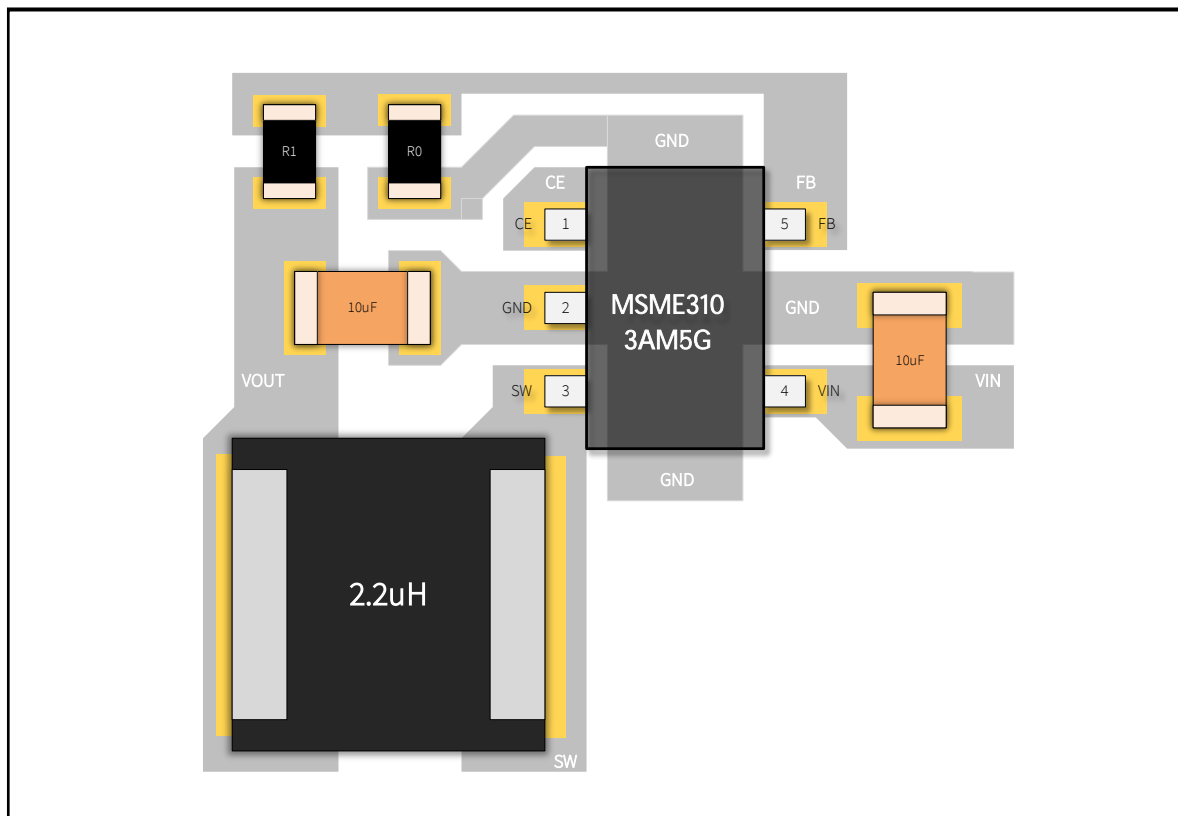 R1
R0
GND
CE
FB
CE
1
5
FB
10uF
GND
2
MSME310
3AM5G
GND
10uF
VOUT
SW
3
4
VIN
VIN
GND
2.2uH
SW